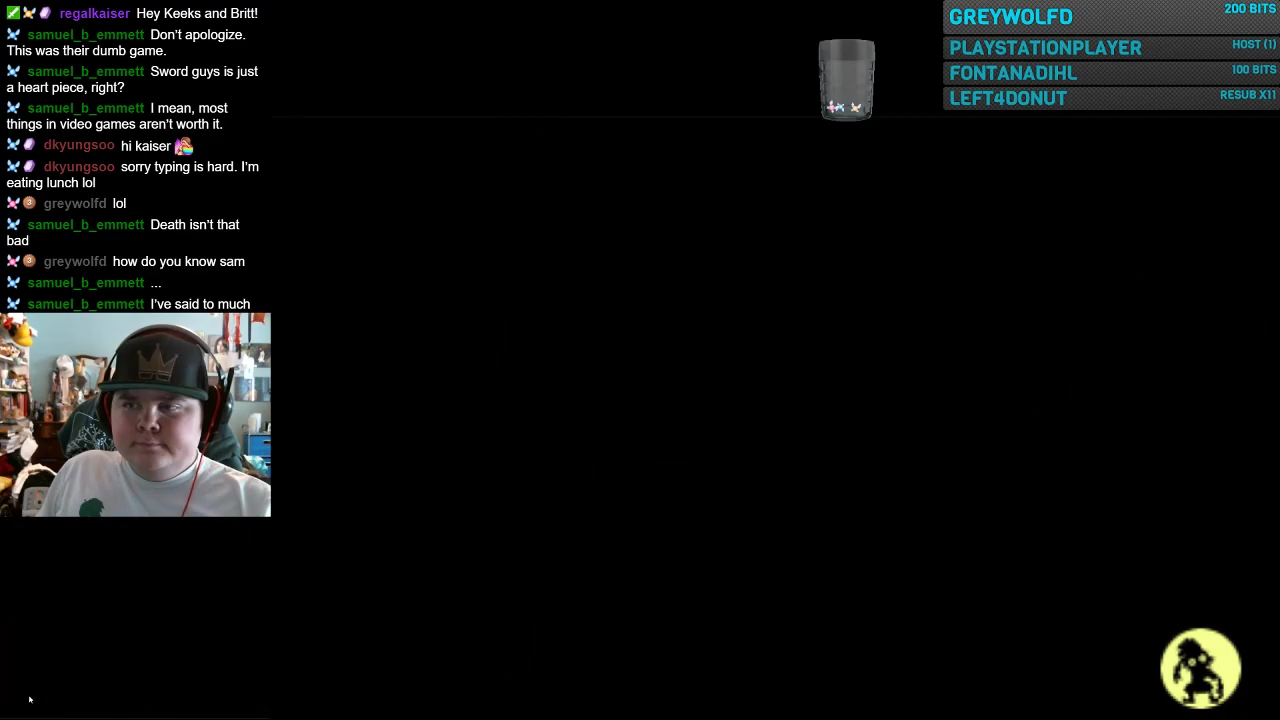 regalkaiser Hey Keeks and Britt!
samuel_b_emmett Don't apologize.
This was their dumb game.
samuel_b_emmett Sword guys is just
a heart piece, right?
samuel_b_emmett I mean, most
things in video games aren't worth it.
dkyungsoo hi kaiser
dkyungsoo sorry typing is hard. I'm
eating lunch lol
3 greywolfd lol
samuel_b_emmett Death isn't that
bad
3 greywolfd how do you know sam
samuel_b_emmett ...
samuel_b_emmett I've said to much
GREYWOLFD 200 BITS
PLAYSTATIONPLAYER HOST (1)
FONTANADIHL 100 BITS
LEFT4DONUT RESUB X11